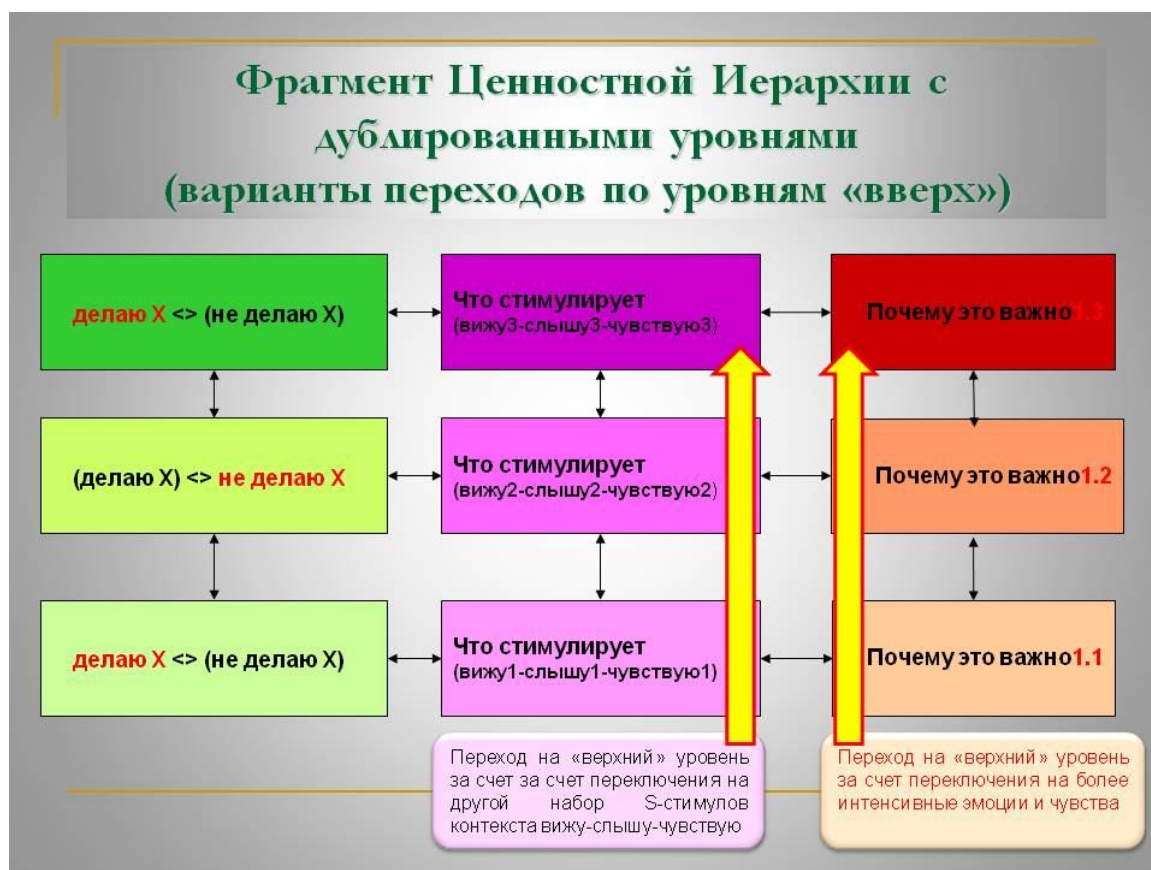 Фрагмент Ценностной Иерархии с
дублированными уровнями
(варианты переходов по уровням «вверх»)
делаю X <> (не делаю X)
Что стимулирует
(вижу3-слышу3-чувствую3)
Почему это важно1.3
(делаю X) <> не делаю X
Что стимулирует
(вижу2-слышу2-чувствую2)
Почему это важно1.2
делаю X <> (не делаю X)
Что стимулирует
(вижу1-слышу1-чувствую1)
Почему это важно1.1
Переход на «верхний» уровень
за счет за счет переключения на
другой набор S-стимулов
контекста вижу-слышу-чувствую
Переход на «верхний» уровень
за счет переключения на более
интенсивные эмоции и чувства